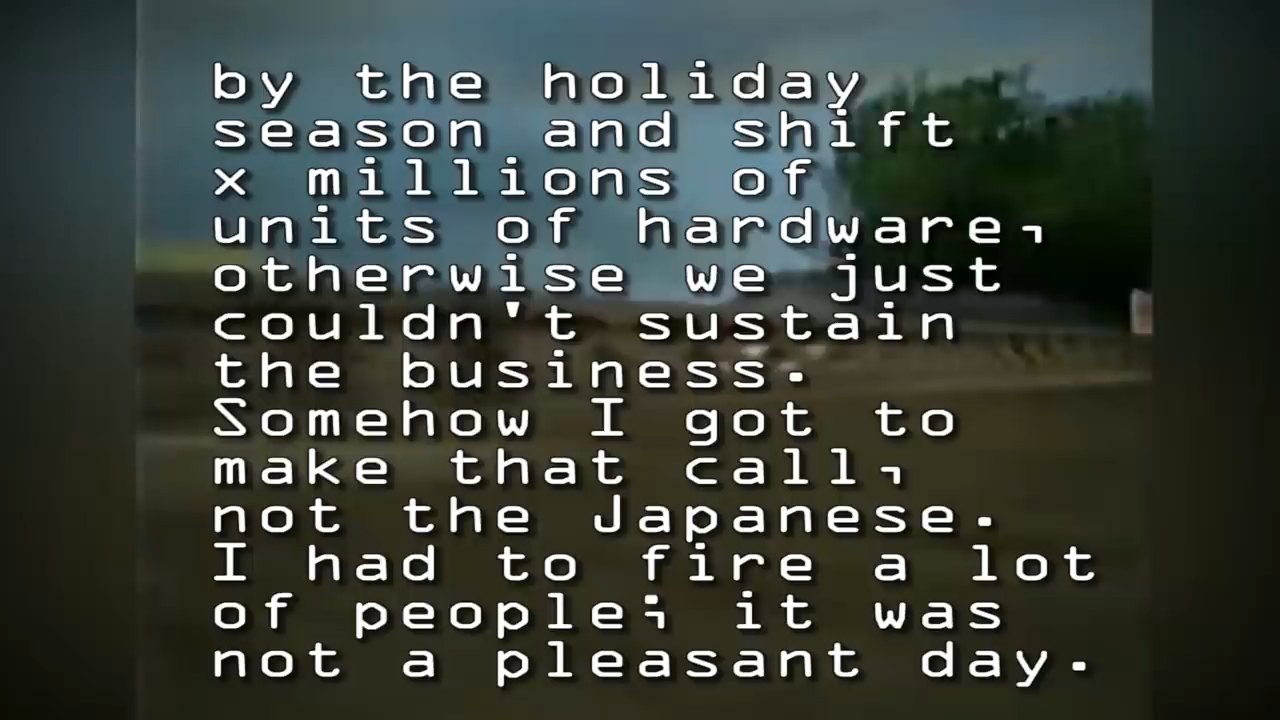 by the holiday
season and shift
x millions of
units of hardware,
otherwise we just
couldn't sustain
the business.
Somehow I got to
make that call,
not the Japanese.
I had to fire a lot
of people; it was
not a pleasant day.